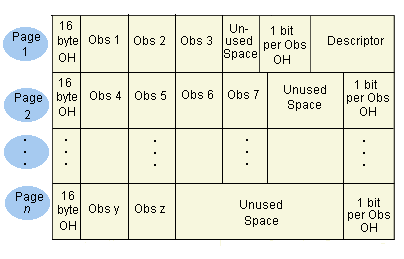 Page
1
16
byte
OH
Obs 1
Obs 2
Obs 3
Un-
used
Space
1 bit
per Obs
OH
Descriptor
Page
2
16
byte
OH
Obs 4
Obs 5
Obs 6
Obs 7
Unused
Space
1 bit
per Obs
OH
Page
n
16
byte
OH
Obs y
Obs z
Unused
Space
1 bit
per Obs
OH